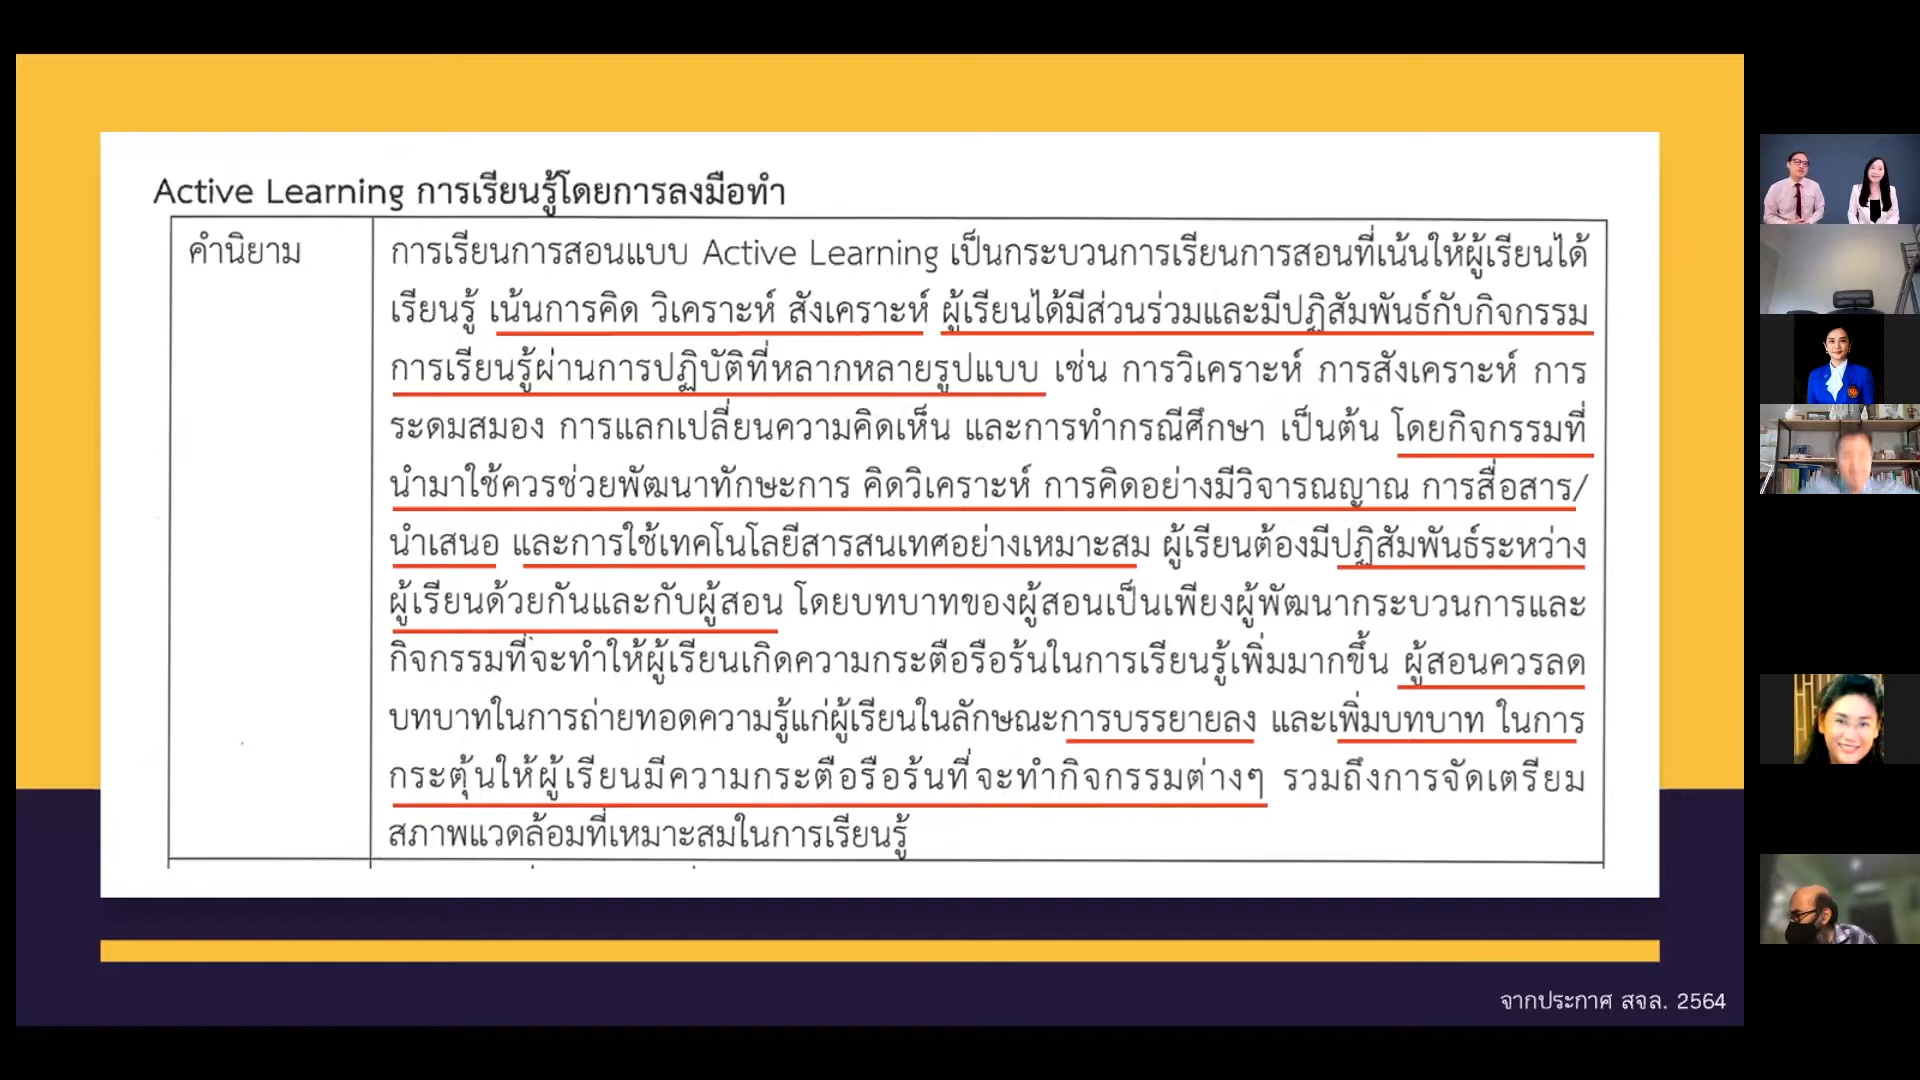 Active Learning การเรียนรู้โดยการลงมือทำ
คำนิยาม
การเรียนการสอนแบบ Active Learning เป็นกระบวนการเรียนการสอนที่เน้นให้ผู้เรียนได้
เรียนรู้ เน้นการคิด วิเคราะห์ สังเคราะห์ ผู้เรียนได้มีส่วนร่วมและมีปฏิสัมพันธ์กับกิจกรรม
การเรียนรู้ผ่านการปฏิบัติที่หลากหลายรูปแบบ เช่น การวิเคราะห์ การสังเคราะห์ การ
ระดมสมอง การแลกเปลี่ยนความคิดเห็น และการทำกรณีศึกษา เป็นต้น โดยกิจกรรมที่
นำมาใช้ควรช่วยพัฒนาทักษะการ คิดวิเคราะห์ การคิดอย่างมีวิจารณญาณ การสื่อสาร/
นำเสนอ และการใช้เทคโนโลยีสารสนเทศอย่างเหมาะสม ผู้เรียนต้องมีปฏิสัมพันธ์ระหว่าง
ผู้เรียนด้วยกันและกับผู้สอน โดยบทบาทของผู้สอนเป็นเพียงผู้พัฒนากระบวนการและ
กิจกรรมที่จะทำให้ผู้เรียนเกิดความกระตือรือร้นในการเรียนรู้เพิ่มมากขึ้น ผู้สอนควรลด
บทบาทในการถ่ายทอดความรู้แก่ผู้เรียนในลักษณะการบรรยายลง และเพิ่มบทบาท ในการ
กระตุ้นให้ผู้เรียนมีความกระตือรือร้นที่จะทำกิจกรรมต่างๆ รวมถึงการจัดเตรียม
สภาพแวดล้อมที่เหมาะสมในการเรียนรู้
จากประกาศ สจล. 2564